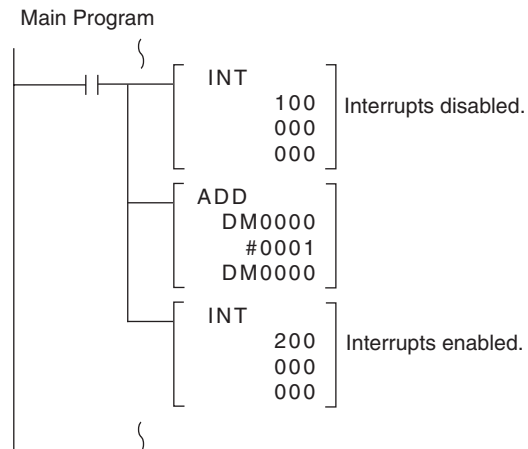 Main Program
INT
100
000
000
Interrupts disabled.
ADD
DM0000
#0001
DM0000
INT
200
000
000
Interrupts enabled.